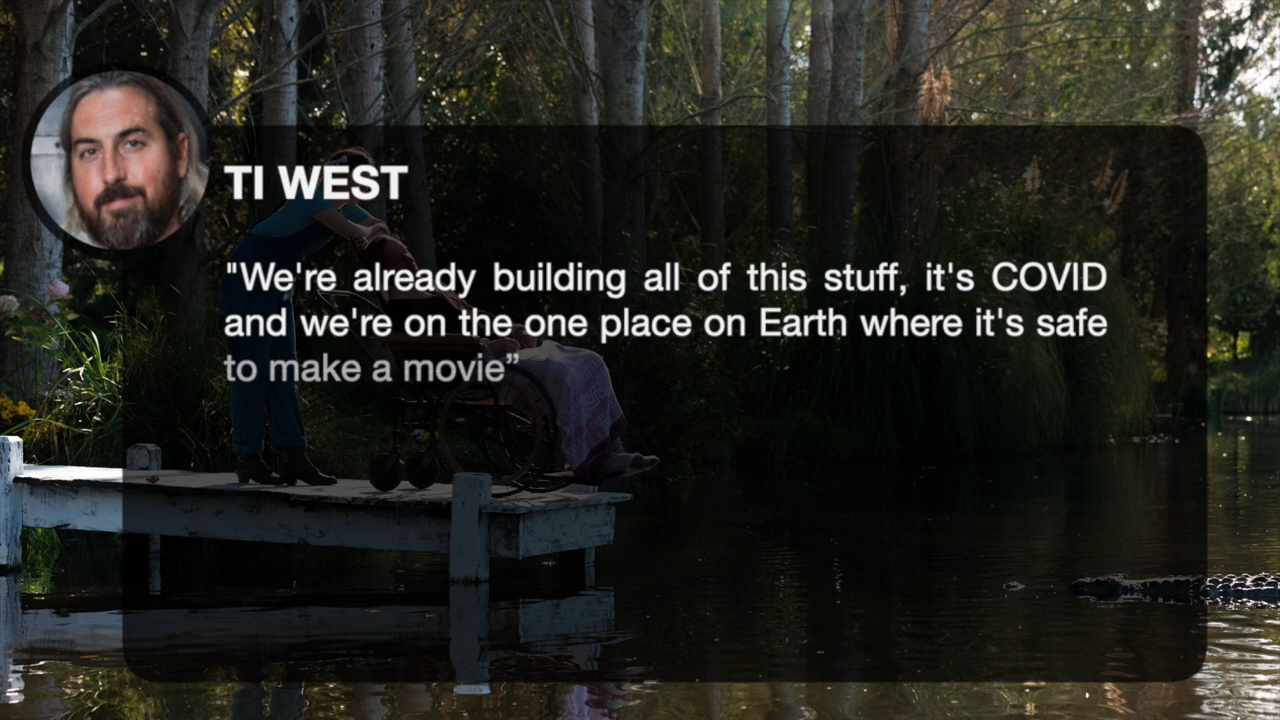 TI WEST
"We're already building all of this stuff, it's COVID
and we're on the one place on Earth where it's safe
to make a movie”